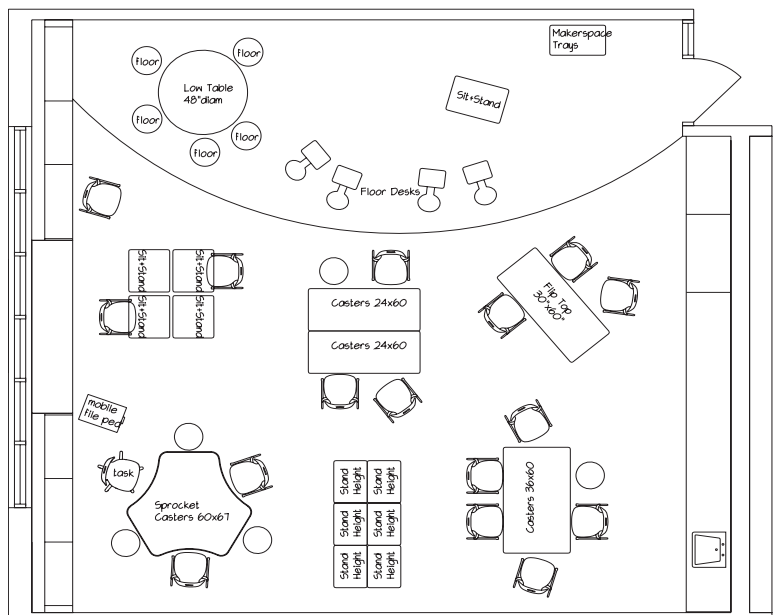 Makerspace
Trays
Floor
Floor
Low Table
48"diam
Floor
Floor
Floor
Sit+Stand
Floor Desks
Sit+Stand
Sit+Stand
Sit+Stand
Sit+Stand
Casters 24x60
Casters 24x60
Flip Top
30"x60"
mobile
file ped
task
Sprocket
Casters 60x67
Stand
Height
Stand
Height
Stand
Height
Stand
Height
Stand
Height
Stand
Height
Casters 36x60